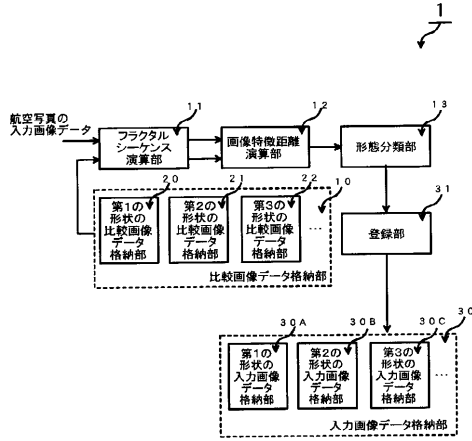 1
航空写真の
入力画像データ
11
フラクタル
シーケンス
演算部
12
画像特徴距離
演算部
13
形態分類部
20
第1の
形状の
比較画像
データ
格納部
21
第2の
形状の
比較画像
データ
格納部
22
第3の
形状の
比較画像
データ
格納部
…
10
比較画像データ格納部
31
登録部
30A
第1の
形状の
入力画像
データ
格納部
30B
第2の
形状の
入力画像
データ
格納部
30C
第3の
形状の
入力画像
データ
格納部
…
30
入力画像データ格納部